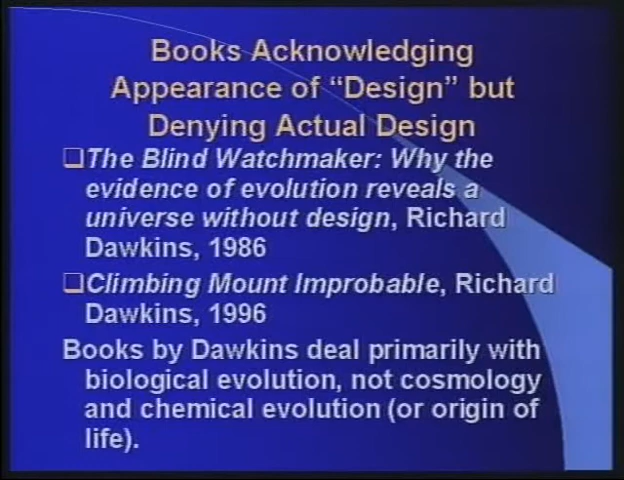 Books Acknowledging
Appearance of “Design” but
Denying Actual Design
❑The Blind Watchmaker: Why the
evidence of evolution reveals a
universe without design, Richard
Dawkins, 1986
❑Climbing Mount Improbable, Richard
Dawkins, 1996
Books by Dawkins deal primarily with
biological evolution, not cosmology
and chemical evolution (or origin of
life).